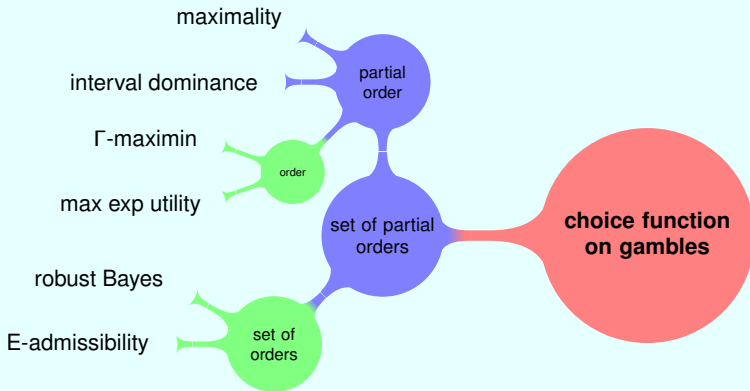 maximality
interval dominance
Γ-maximin
max exp utility
robust Bayes
E-admissibility
partial
order
order
set of partial
orders
set of
orders
choice function
on gambles